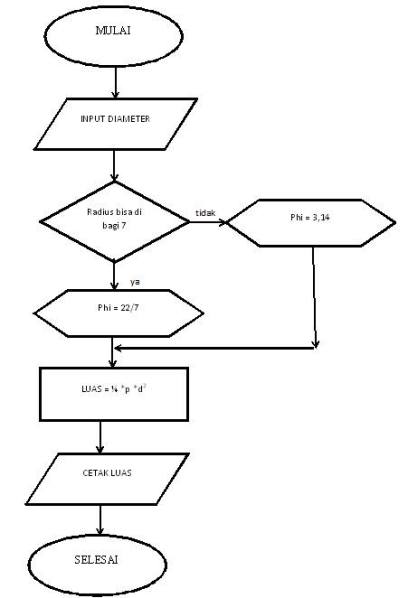 MULAI
INPUT DIAMETER
Radius bisa di
bagi 7
tidak
Phi = 3,14
ya
Phi = 22/7
LUAS = ¼ *p *d²
CETAK LUAS
SELESAI